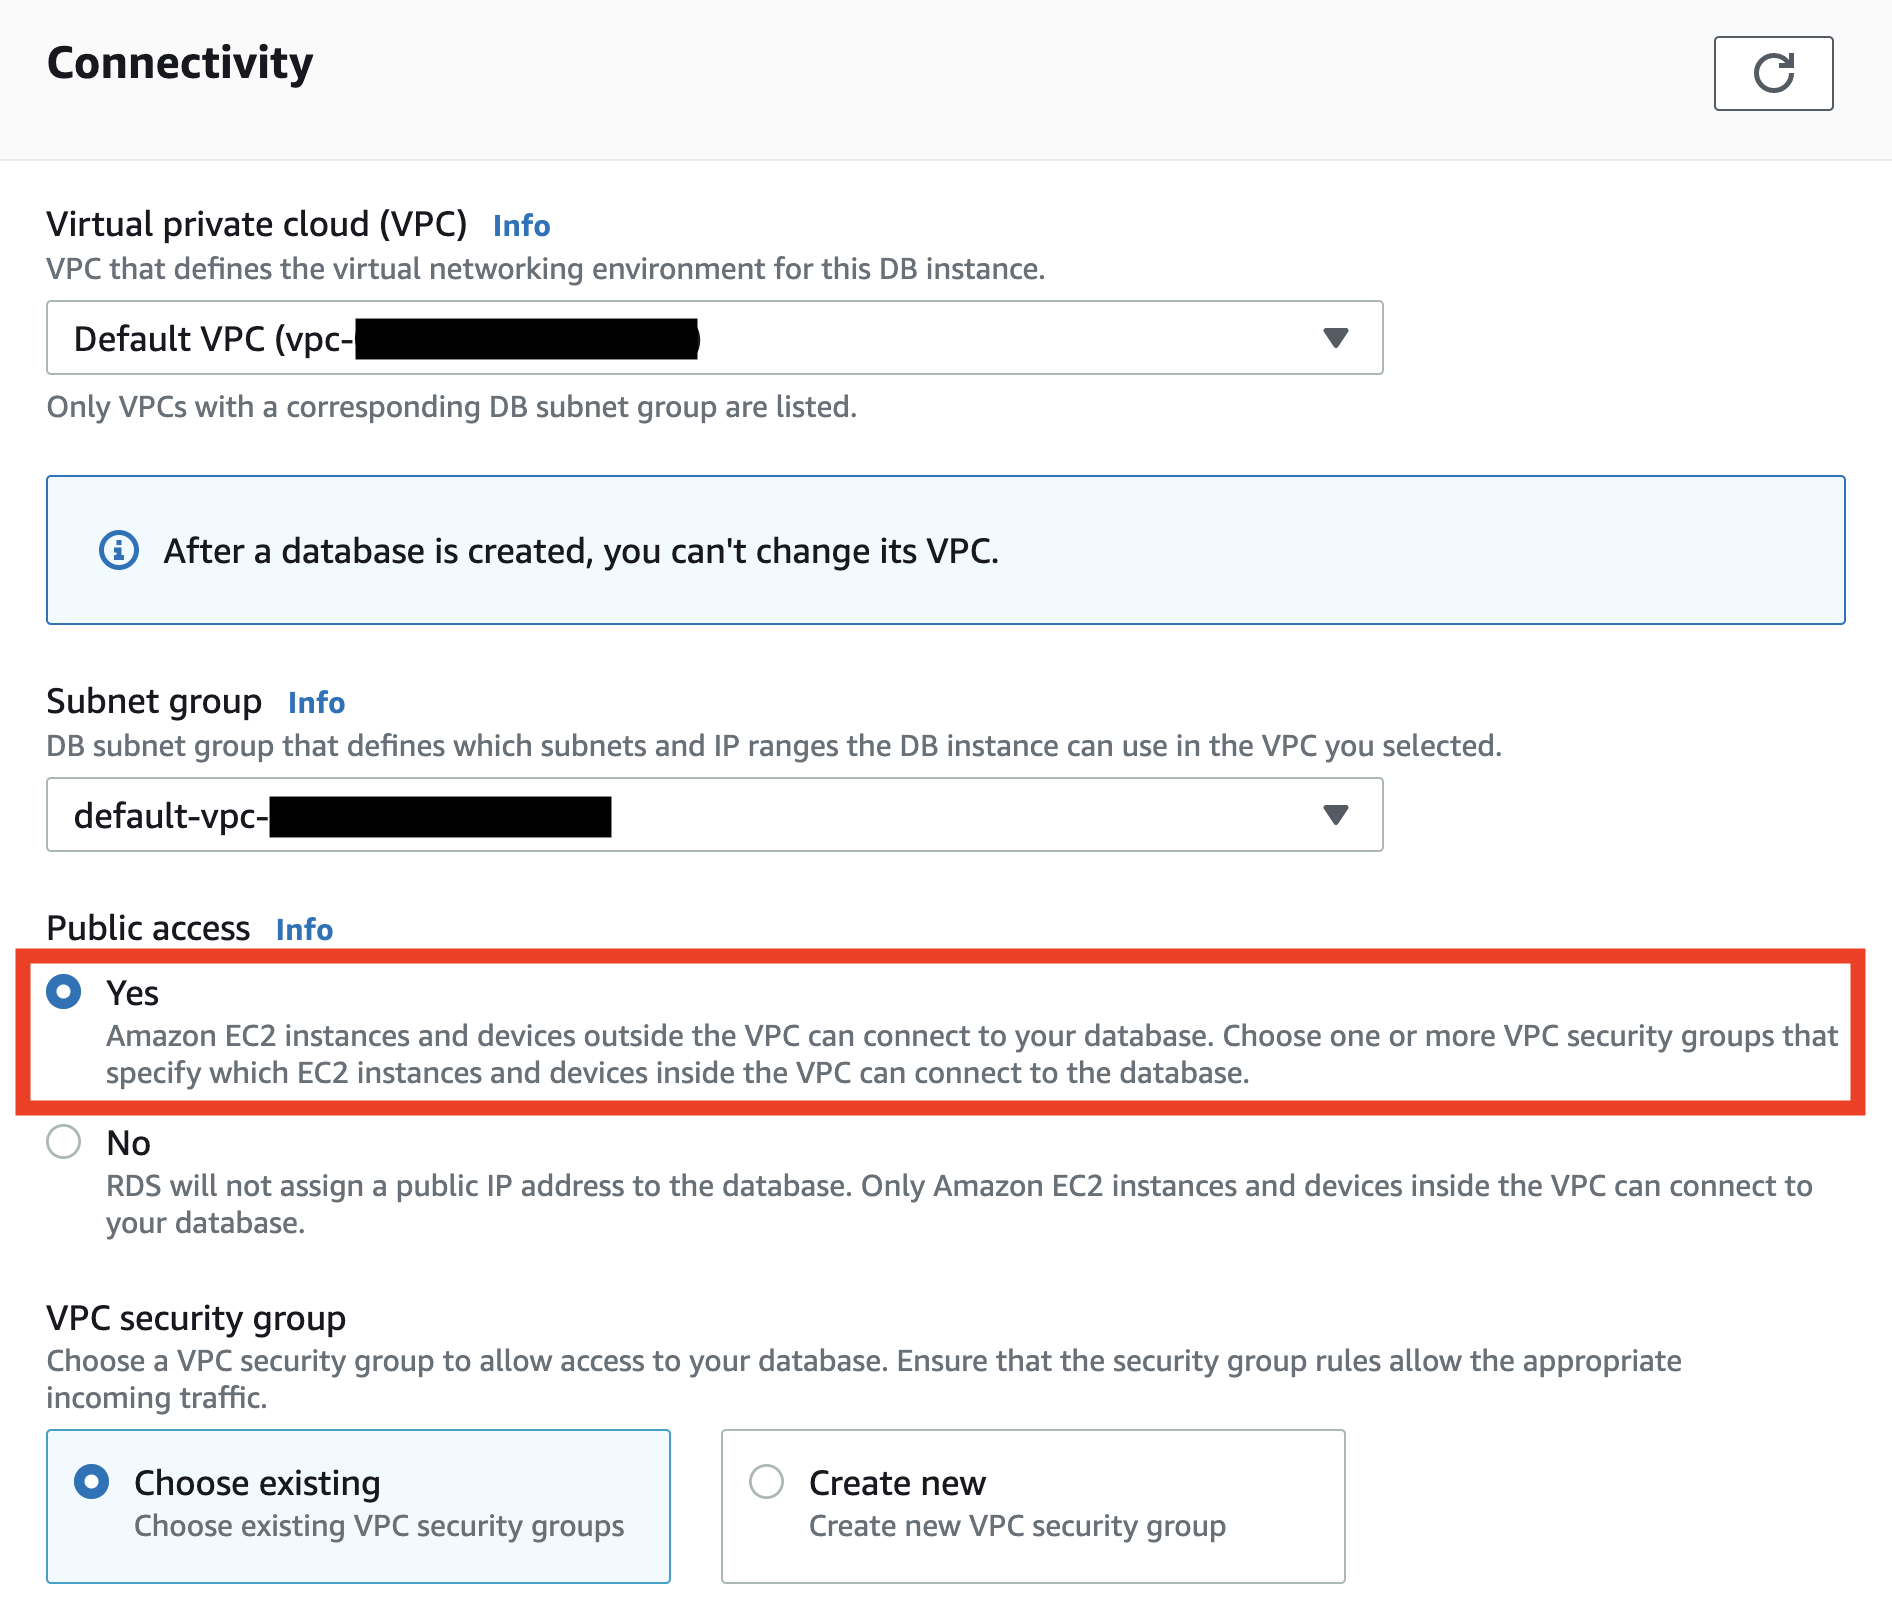 Connectivity
Virtual private cloud (VPC) Info
VPC that defines the virtual networking environment for this DB instance.
Default VPC (vpc-
Only VPCs with a corresponding DB subnet group are listed.
After a database is created, you can't change its VPC.
Subnet group Info
DB subnet group that defines which subnets and IP ranges the DB instance can use in the VPC you selected.
default-vpc-
Public access Info
Yes
Amazon EC2 instances and devices outside the VPC can connect to your database. Choose one or more VPC security groups that
specify which EC2 instances and devices inside the VPC can connect to the database.
No
RDS will not assign a public IP address to the database. Only Amazon EC2 instances and devices inside the VPC can connect to
your database.
VPC security group
Choose a VPC security group to allow access to your database. Ensure that the security group rules allow the appropriate
incoming traffic.
Choose existing
Choose existing VPC security groups
Create new
Create new VPC security group